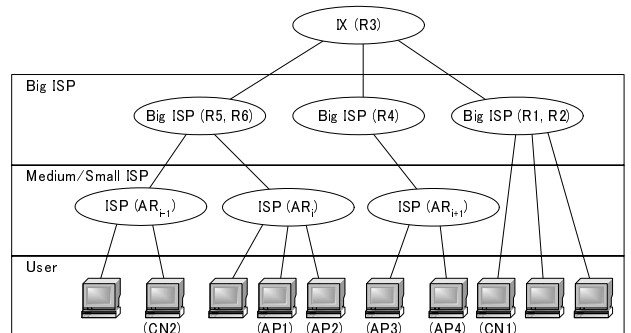 IX (R3)
Big ISP
Big ISP (R5, R6)
Big ISP (R4)
Big ISP (R1, R2)
Medium/Small ISP
ISP (ARi-1)
ISP (ARi)
ISP (ARi+1)
User
(CN2)
(AP1)
(AP2)
(AP3)
(AP4)
(CN1)